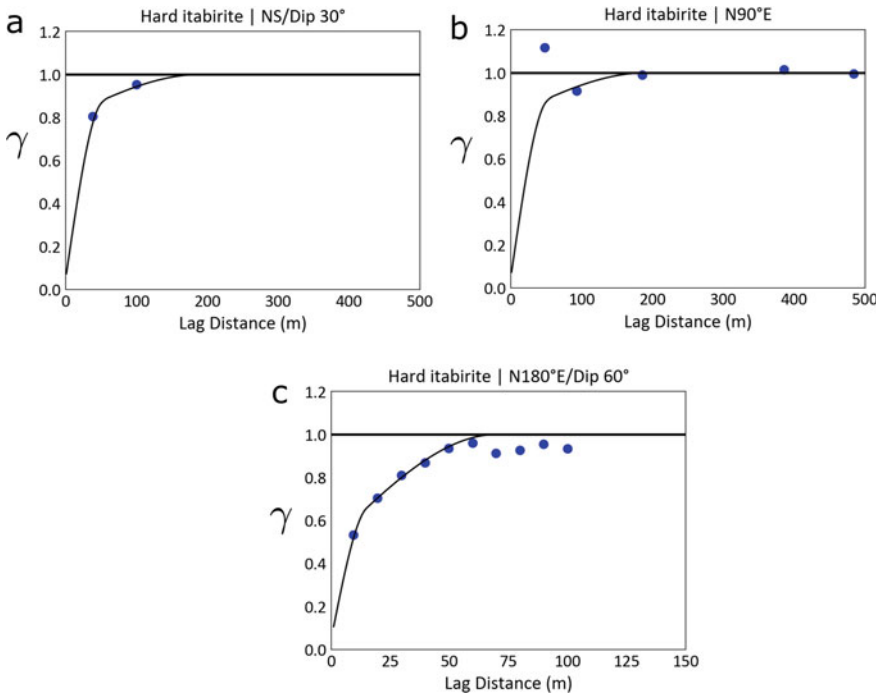 a
Hard itabirite | NS/Dip 30°
1.2
1.0
0.8
0.6
0.4
0.2
0.0
γ
0 100 200 300 400 500
Lag Distance (m)
b
Hard itabirite | N90°E
1.2
1.0
0.8
0.6
0.4
0.2
0.0
γ
0 100 200 300 400 500
Lag Distance (m)
c
Hard itabirite | N180°E/Dip 60°
1.2
1.0
0.8
0.6
0.4
0.2
0.0
γ
0 25 50 75 100 125 150
Lag Distance (m)